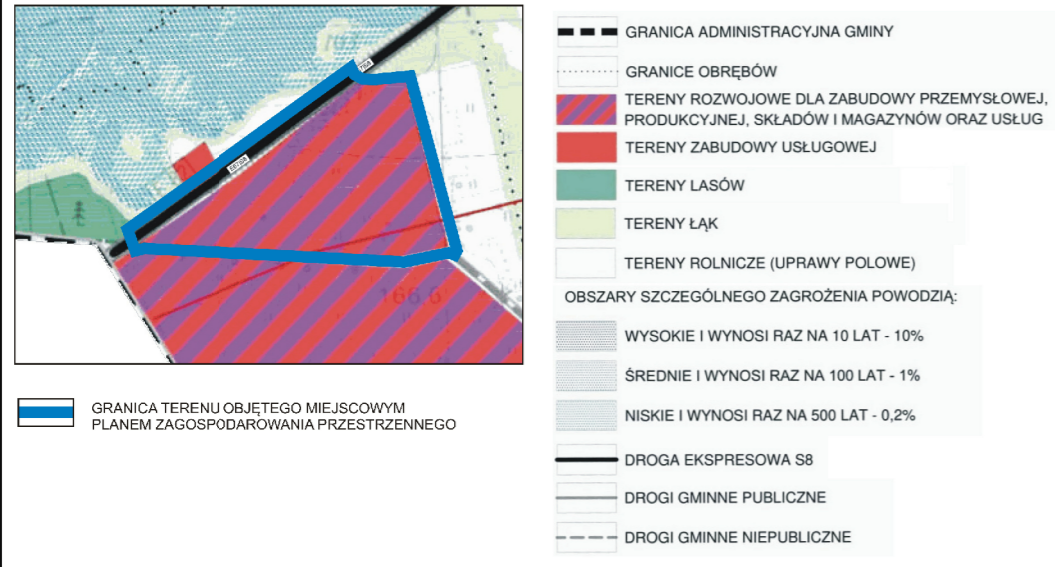 166.6
GRANICA TERENU OBJĘTEGO MIEJSCOWYM
PLANEM ZAGOSPODAROWANIA PRZESTRZENNEGO
GRANICA ADMINISTRACYJNA GMINY
GRANICE OBRĘBÓW
TERENY ROZWOJOWE DLA ZABUDOWY PRZEMYSŁOWEJ,
PRODUKCYJNEJ, SKŁADÓW I MAGAZYNÓW ORAZ USŁUG
TERENY ZABUDOWY USŁUGOWEJ
TERENY LASÓW
TERENY ŁĄK
TERENY ROLNICZE (UPRAWY POLOWE)
OBSZARY SZCZEGÓLNEGO ZAGROŻENIA POWODZIĄ:
WYSOKIE I WYNOSI RAZ NA 10 LAT - 10%
ŚREDNIE I WYNOSI RAZ NA 100 LAT - 1%
NISKIE I WYNOSI RAZ NA 500 LAT - 0,2%
DROGA EKSPRESOWA S8
DROGI GMINNE PUBLICZNE
DROGI GMINNE NIEPUBLICZNE